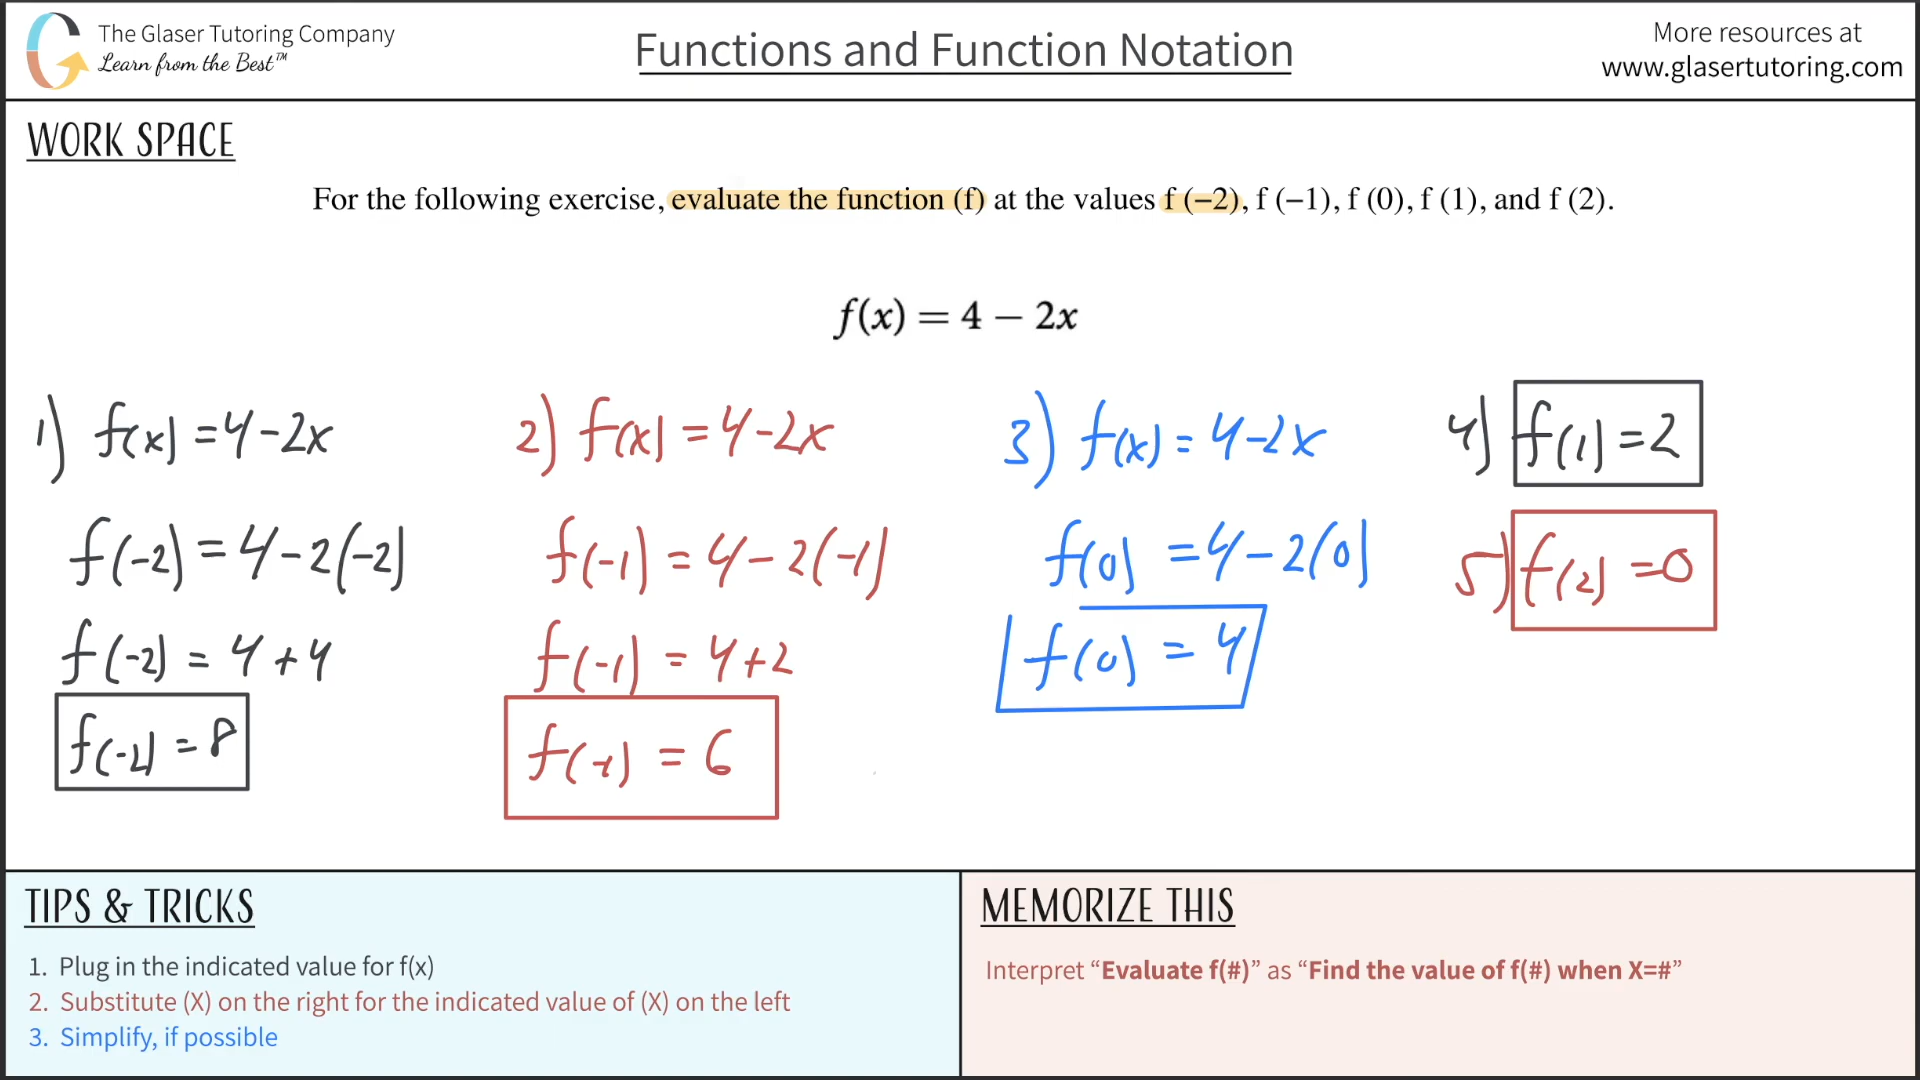 The Glaser Tutoring Company
Learn from the Best™
Functions and Function Notation
More resources at
www.glasertutoring.com
WORK SPACE
For the following exercise, evaluate the function (f) at the values f (−2), f (−1), f (0), f (1), and f (2).
f(x) = 4 − 2x
1) f(x) = 4-2x
f(-2) = 4-2(-2)
f(-2) = 4+4
f(-2) = 8
2) f(x) = 4-2x
f(-1) = 4-2(-1)
f(-1) = 4+2
f(-1) = 6
3) f(x) = 4-2x
f(0) = 4-2(0)
f(0) = 4
4) f(1) = 2
5) f(2) = 0
TIPS & TRICKS
1. Plug in the indicated value for f(x)
2. Substitute (X) on the right for the indicated value of (X) on the left
3. Simplify, if possible
MEMORIZE THIS
Interpret “Evaluate f(#)” as “Find the value of f(#) when X=#”